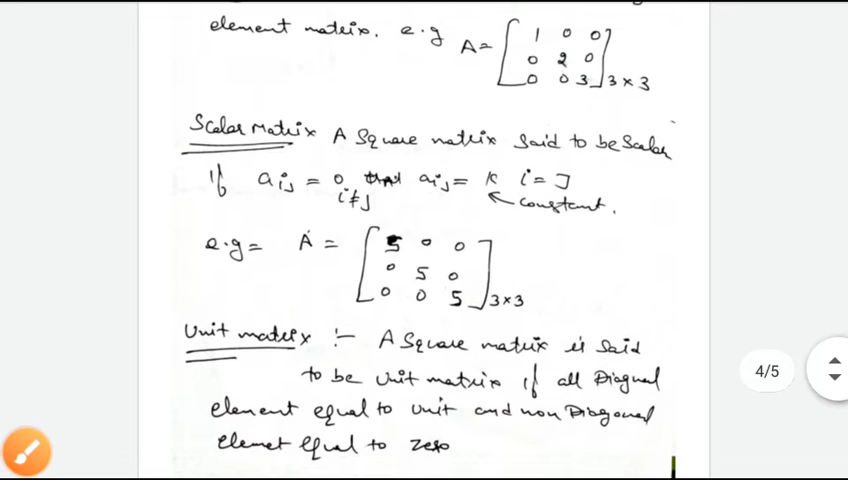 element matrix. e.g A = [ 1 0 0
0 2 0
0 0 3 ] 3 × 3
Scalar Matrix A Square matrix said to be Scalar
if aij = 0 aij = K i = J
i ≠ j ← constant.
e.g = A = [ 5 0 0
0 5 0
0 0 5 ] 3×3
Unit matrix :- A Square matrix is said
to be unit matrix if all Diagnal
element equal to unit and non Diagonal
elemet equal to zero
4/5